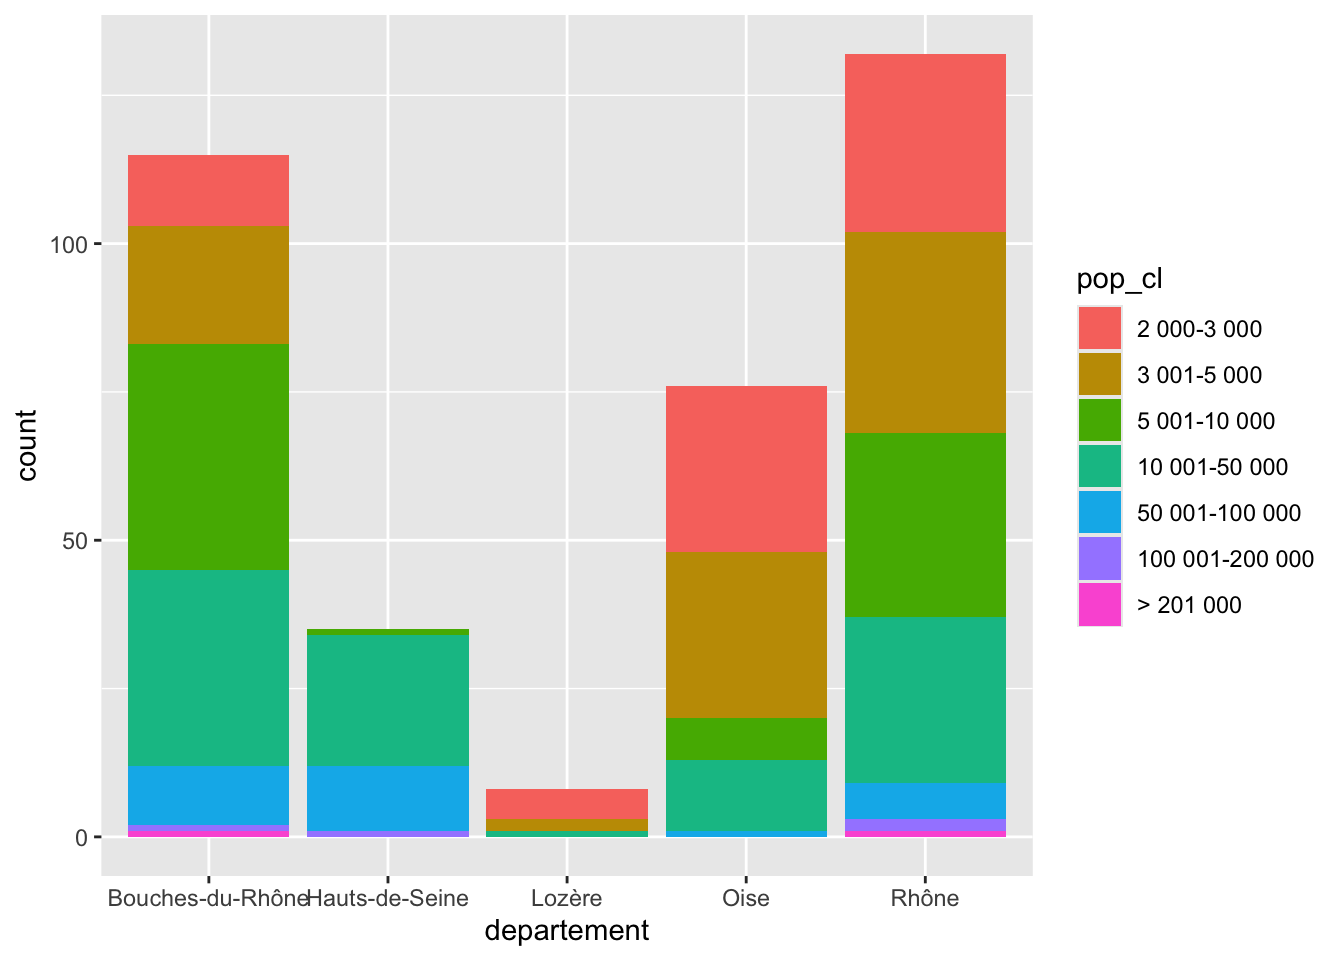 100
50
0
count
Bouches-du-Rhône
Hauts-de-Seine
Lozère
Oise
Rhône
departement
pop_cl
2 000-3 000
3 001-5 000
5 001-10 000
10 001-50 000
50 001-100 000
100 001-200 000
> 201 000